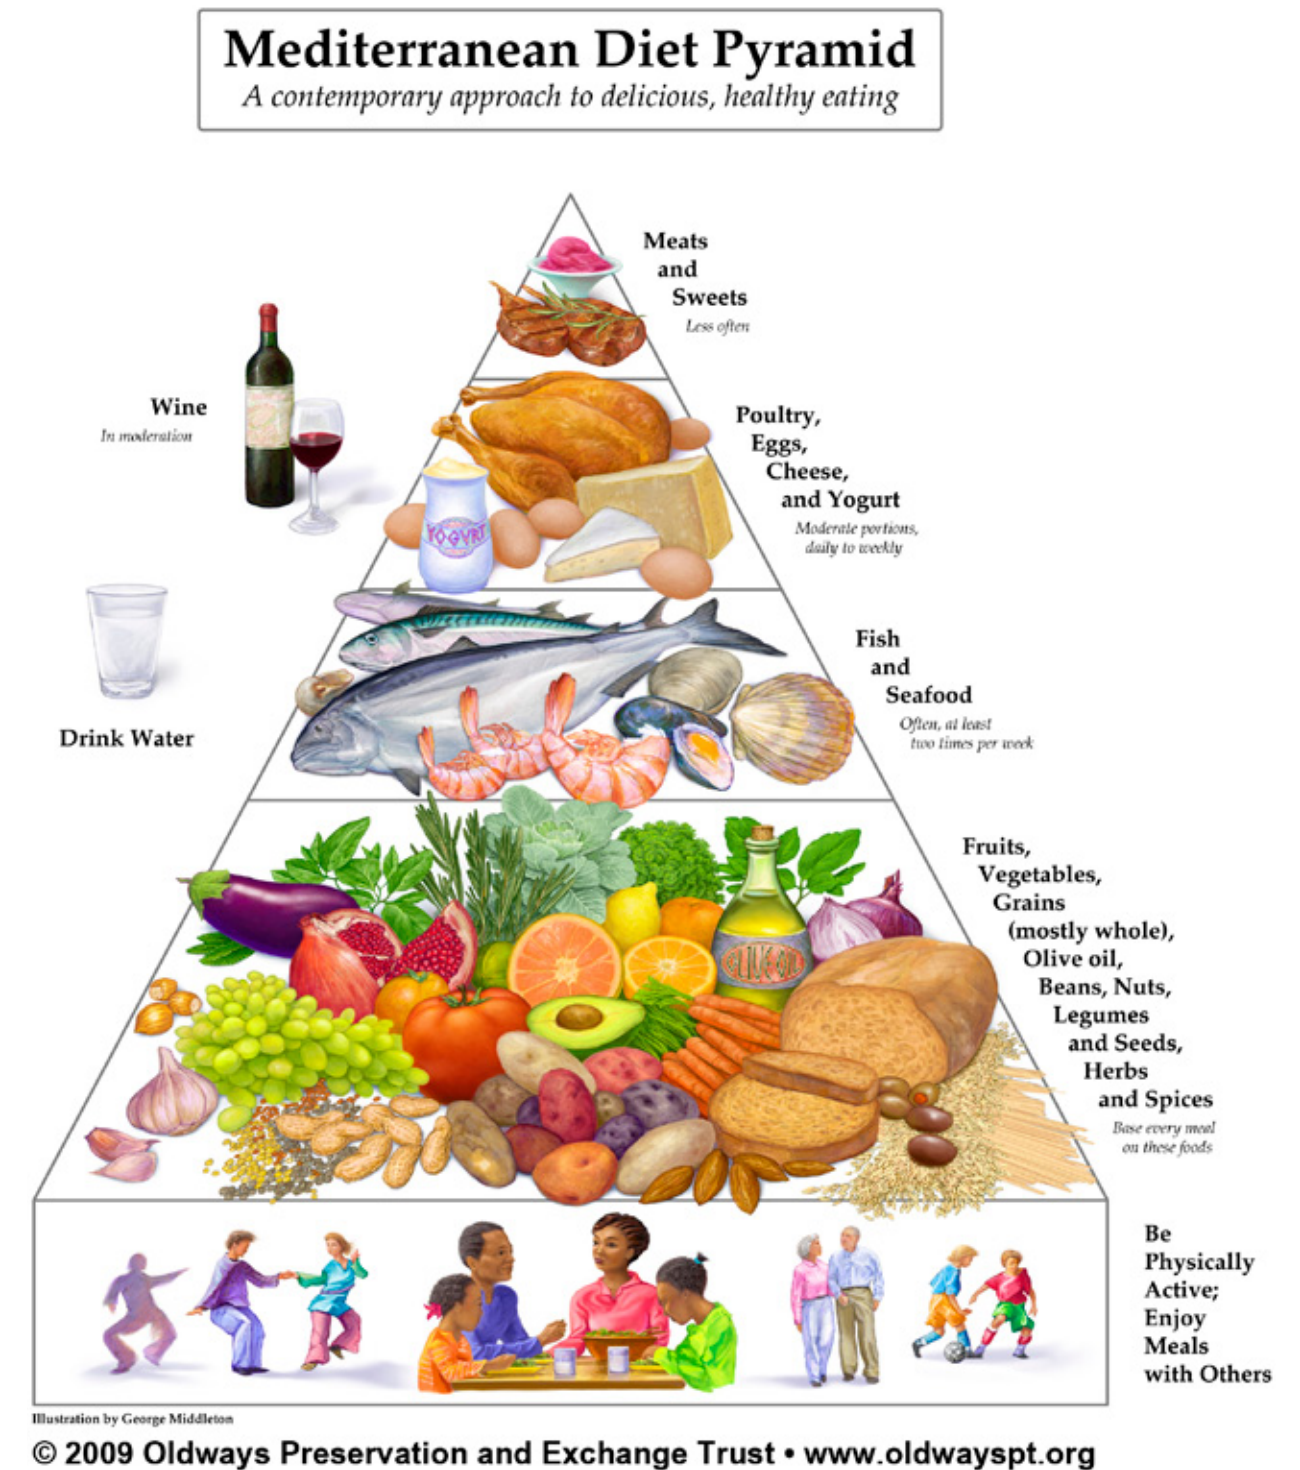 Mediterranean Diet Pyramid
A contemporary approach to delicious, healthy eating
Meats
and
Sweets
Less often
Wine
In moderation
Poultry,
Eggs,
Cheese,
and Yogurt
Moderate portions,
daily to weekly
YOGURT
Drink Water
Fish
and
Seafood
Often, at least
two times per week
Fruits,
Vegetables,
Grains
(mostly whole),
Olive oil,
Beans, Nuts,
Legumes
and Seeds,
Herbs
and Spices
Base every meal
on these foods
OLIVE OIL
Be
Physically
Active;
Enjoy
Meals
with Others
Illustration by George Middleton
© 2009 Oldways Preservation and Exchange Trust • www.oldwayspt.org